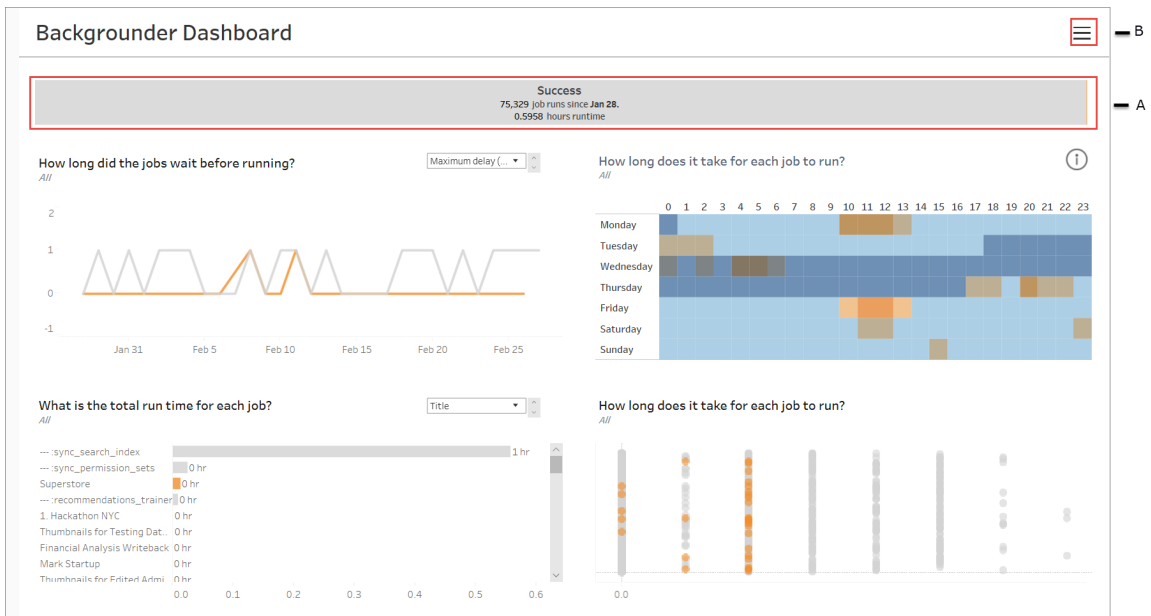 Backgrounder Dashboard
B
Success
75,329 job runs since Jan 28.
0.5958 hours runtime
A
How long did the jobs wait before running?
Maximum delay (...
All
2
1
0
-1
Jan 31 Feb 5 Feb 10 Feb 15 Feb 20 Feb 25
How long does it take for each job to run?
All
0 1 2 3 4 5 6 7 8 9 10 11 12 13 14 15 16 17 18 19 20 21 22 23
Monday
Tuesday
Wednesday
Thursday
Friday
Saturday
Sunday
What is the total run time for each job?
Title
All
--- :sync_search_index 1 hr
--- :sync_permission_sets 0 hr
Superstore 0 hr
--- :recommendations_trainer 0 hr
1. Hackathon NYC 0 hr
Thumbnails for Testing Dat.. 0 hr
Financial Analysis Writeback 0 hr
Mark Startup 0 hr
Thumbnails for Edited Admi.. 0 hr
0.0 0.1 0.2 0.3 0.4 0.5 0.6
How long does it take for each job to run?
All
0.0